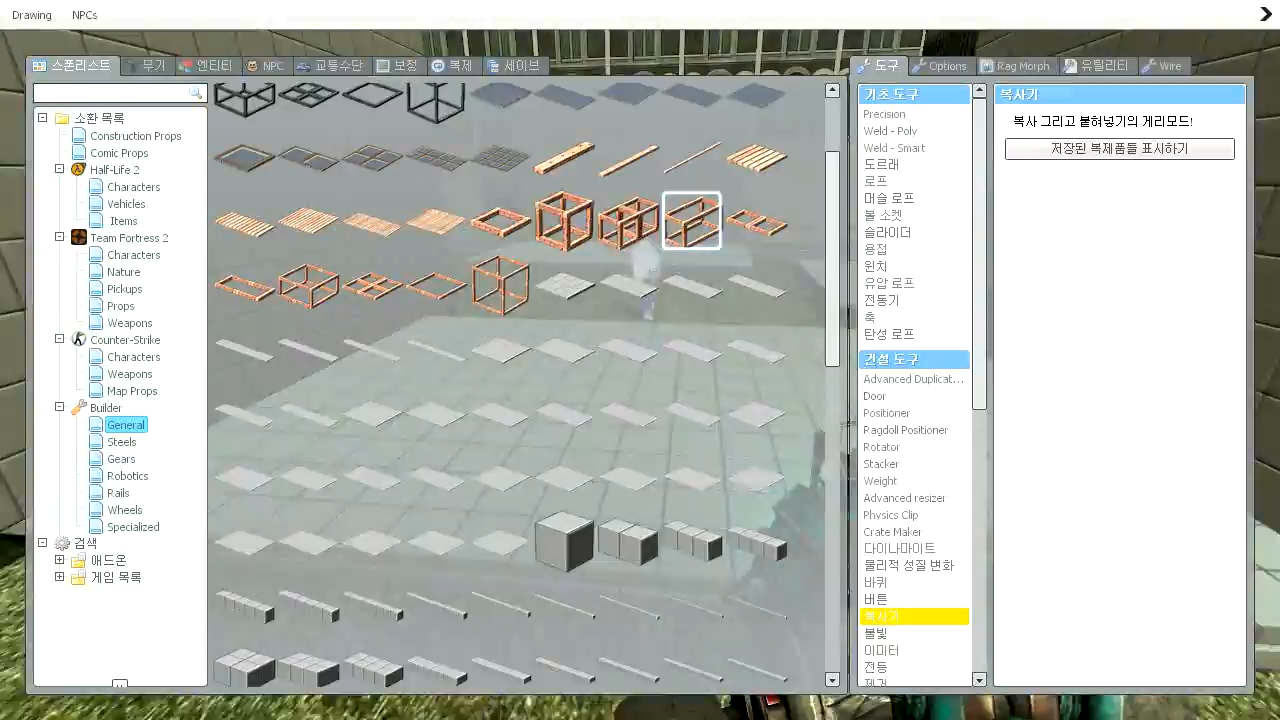 Drawing NPCs
스폰리스트 무기 엔티티 NPC 교통수단 보정 복제 세이브
도구 Options Rag Morph 유틸리티 Wire
소환 목록
Construction Props
Comic Props
Half-Life 2
Characters
Vehicles
Items
Team Fortress 2
Characters
Nature
Pickups
Props
Weapons
Counter-Strike
Characters
Weapons
Map Props
Builder
General
Steels
Gears
Robotics
Rails
Wheels
Specialized
검색
애드온
게임 목록
기초 도구
Precision
Weld - Poly
Weld - Smart
도르래
로프
머슬 로프
볼 소켓
슬라이더
용접
윈치
유압 로프
전동기
축
탄성 로프
건설 도구
Advanced Duplicat...
Door
Positioner
Ragdoll Positioner
Rotator
Stacker
Weight
Advanced resizer
Physics Clip
Crate Maker
다이나마이트
물리적 성질 변화
바퀴
버튼
복사기
불빛
이미터
전등
제거
복사기
복사 그리고 붙혀넣기의 게리모드!
저장된 복제품을 표시하기